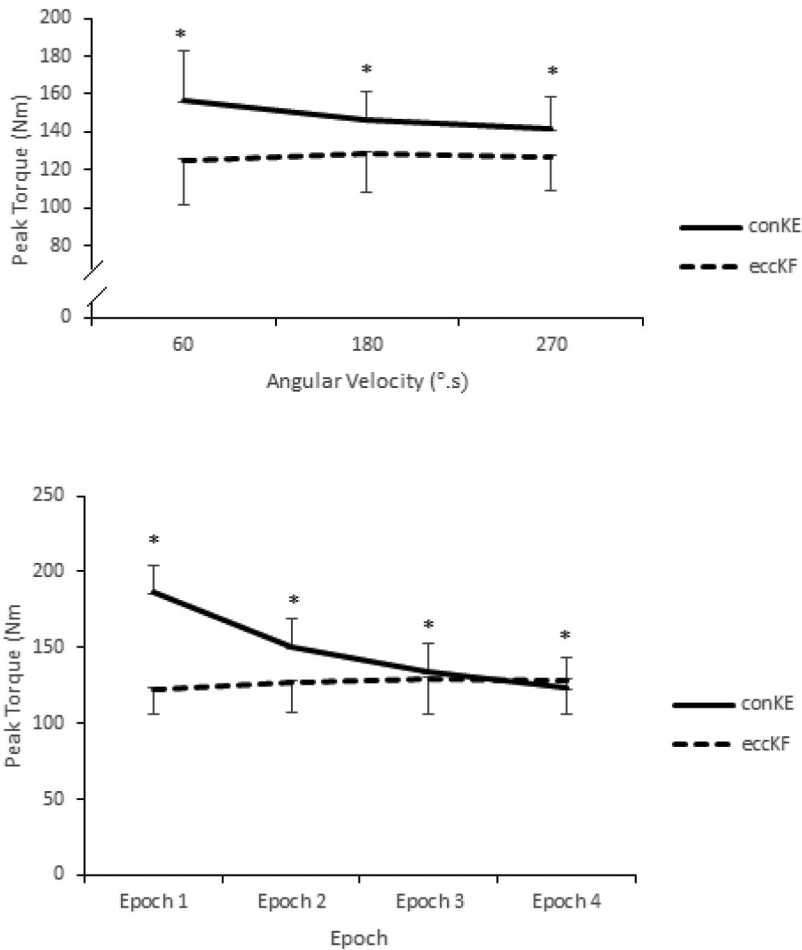 200
*
*
*
180
160
140
120
100
80
0
Peak Torque (Nm)
60 180 270
Angular Velocity (°.s)
conKE
eccKF
250
200
150
100
50
0
*
*
*
*
Peak Torque (Nm
Epoch 1 Epoch 2 Epoch 3 Epoch 4
Epoch
conKE
eccKF